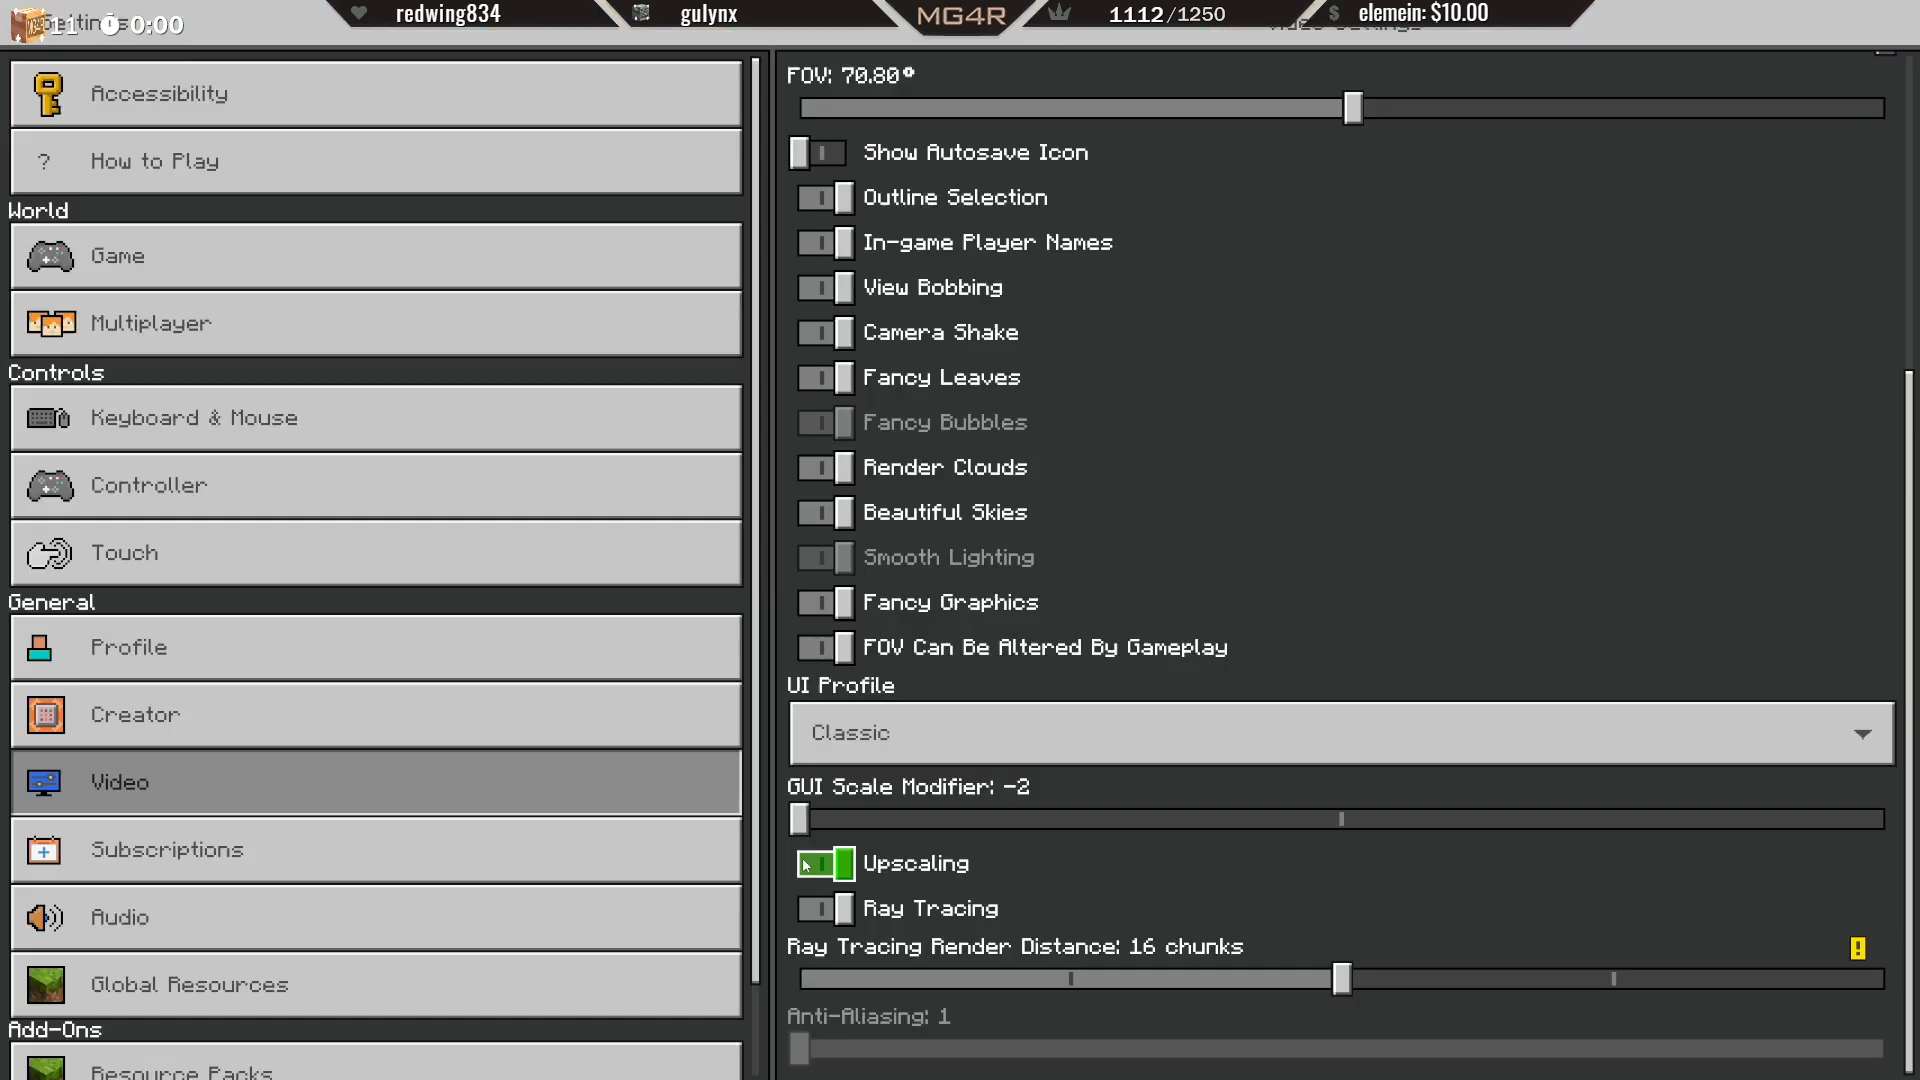 11 0:00
redwing834
gulynx
MG4R
1112/1250
elemein: $10.00
Accessibility
? How to Play
World
Game
Multiplayer
Controls
Keyboard & Mouse
Controller
Touch
General
Profile
Creator
Video
Subscriptions
Audio
Global Resources
Add-Ons
Resource Packs
FOV: 70.80°
Show Autosave Icon
Outline Selection
In-game Player Names
View Bobbing
Camera Shake
Fancy Leaves
Fancy Bubbles
Render Clouds
Beautiful Skies
Smooth Lighting
Fancy Graphics
FOV Can Be Altered By Gameplay
UI Profile
Classic
GUI Scale Modifier: -2
Upscaling
Ray Tracing
Ray Tracing Render Distance: 16 chunks
Anti-Aliasing: 1